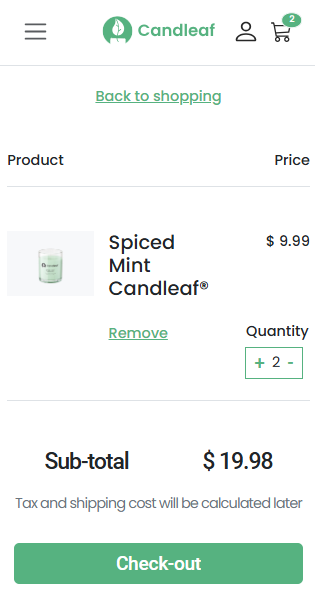 Candleaf
2
Back to shopping
Product
Price
Spiced
Mint
Candleaf®
$ 9.99
Remove
Quantity
+ 2 -
Sub-total
$ 19.98
Tax and shipping cost will be calculated later
Check-out